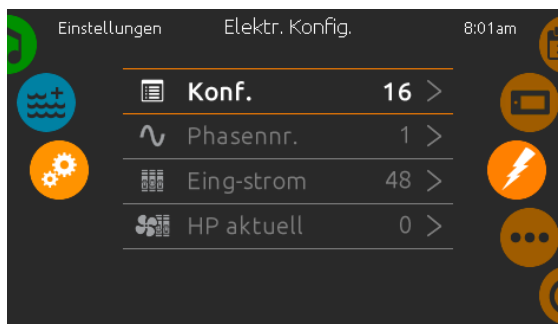 Einstellungen Elektr. Konfig. 8:01am
Konf. 16
Phasennr. 1
Eing-strom 48
HP aktuell 0